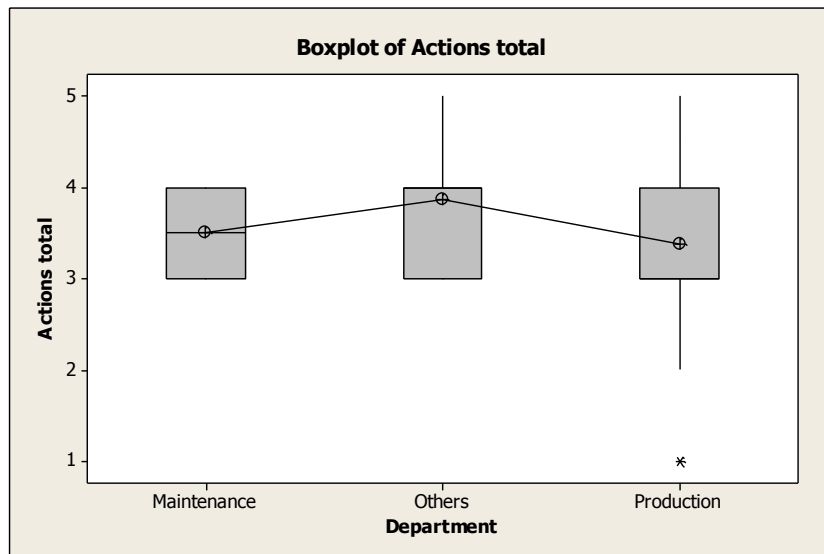 Boxplot of Actions total
5
4
3
2
1
Actions total
Maintenance Others Production
Department